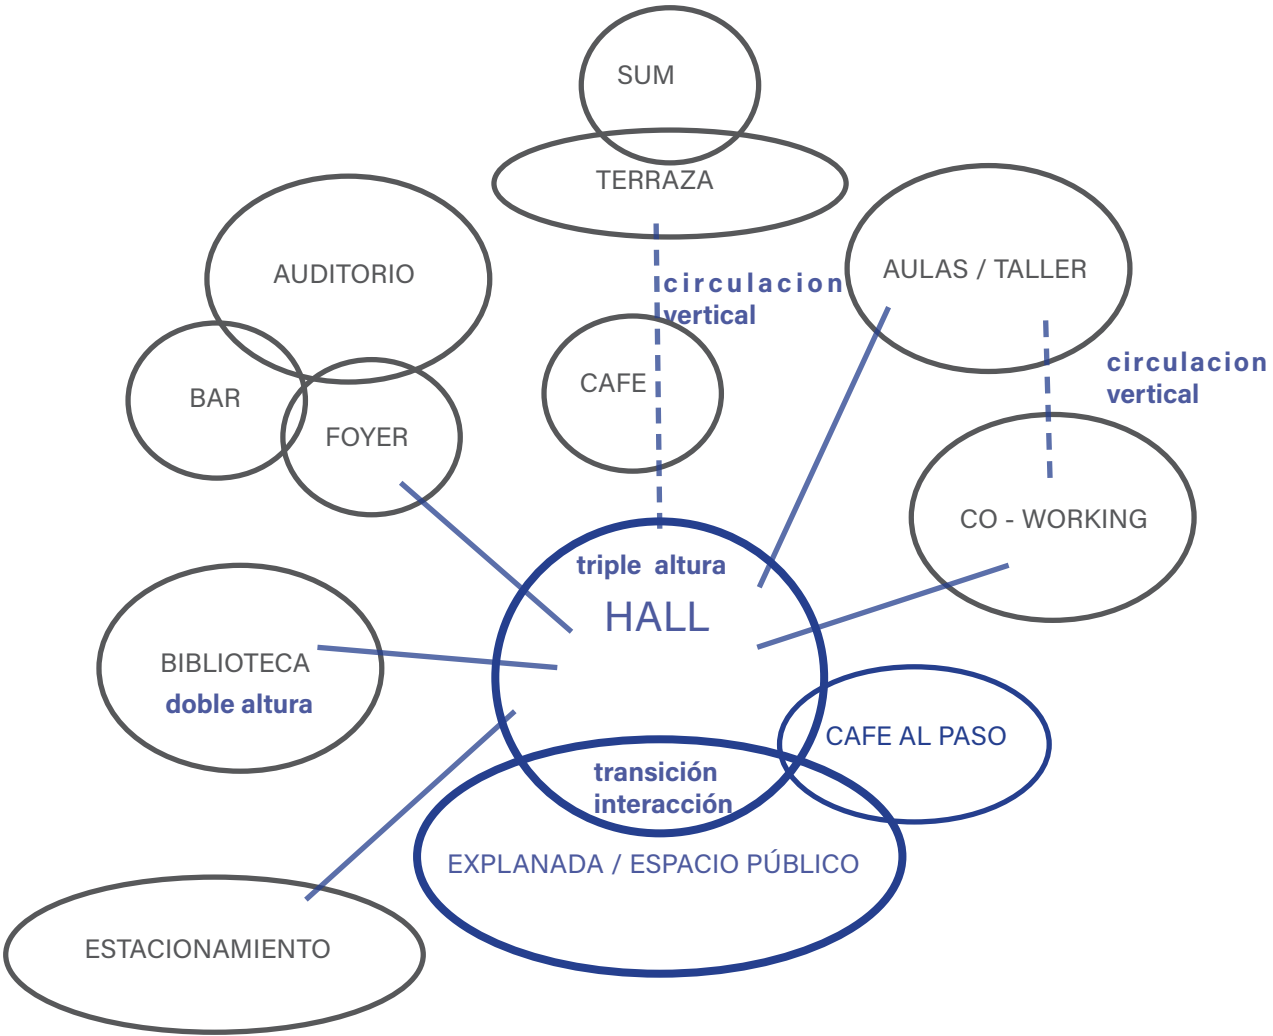 SUM
TERRAZA
AUDITORIO
AULAS / TALLER
circulacion
vertical
circulacion
vertical
CAFE
BAR
FOYER
CO - WORKING
triple altura
HALL
BIBLIOTECA
doble altura
CAFE AL PASO
transición
interacción
EXPLANADA / ESPACIO PÚBLICO
ESTACIONAMIENTO